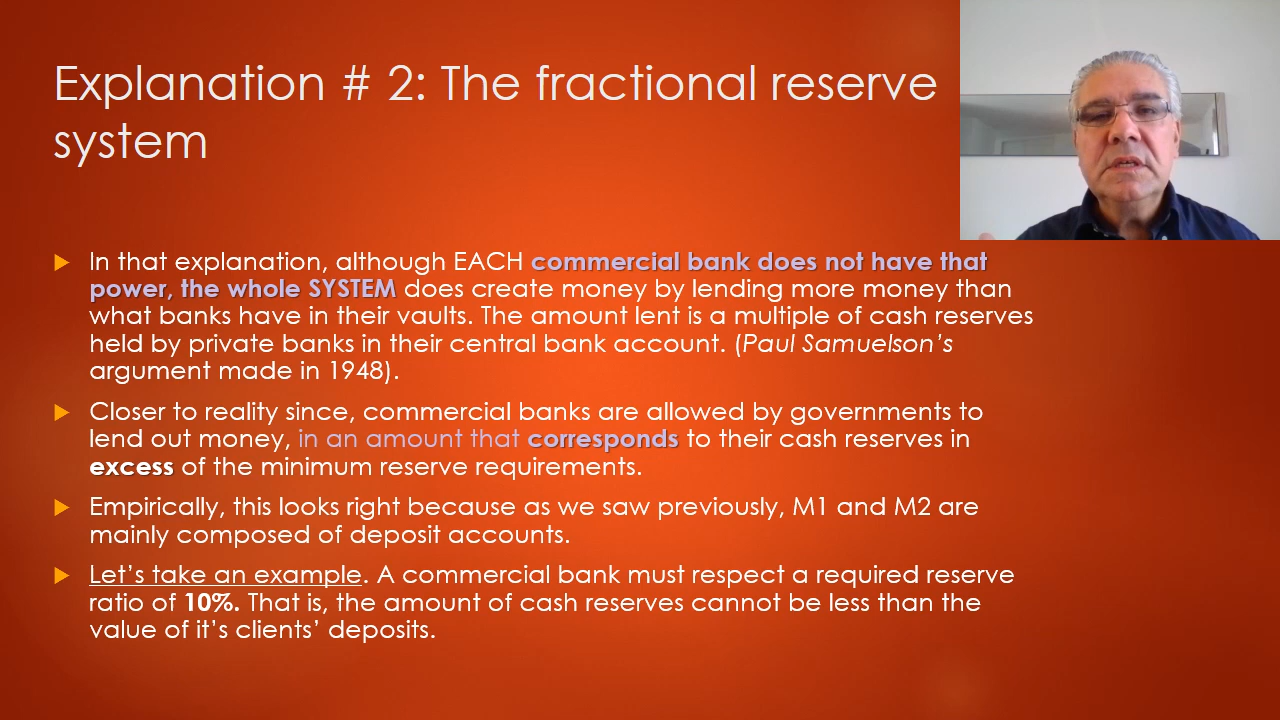 Explanation # 2: The fractional reserve
system
In that explanation, although EACH commercial bank does not have that
power, the whole SYSTEM does create money by lending more money than
what banks have in their vaults. The amount lent is a multiple of cash reserves
held by private banks in their central bank account. (Paul Samuelson's
argument made in 1948).
Closer to reality since, commercial banks are allowed by governments to
lend out money, in an amount that corresponds to their cash reserves in
excess of the minimum reserve requirements.
Empirically, this looks right because as we saw previously, M1 and M2 are
mainly composed of deposit accounts.
Let's take an example. A commercial bank must respect a required reserve
ratio of 10%. That is, the amount of cash reserves cannot be less than the
value of it's clients' deposits.